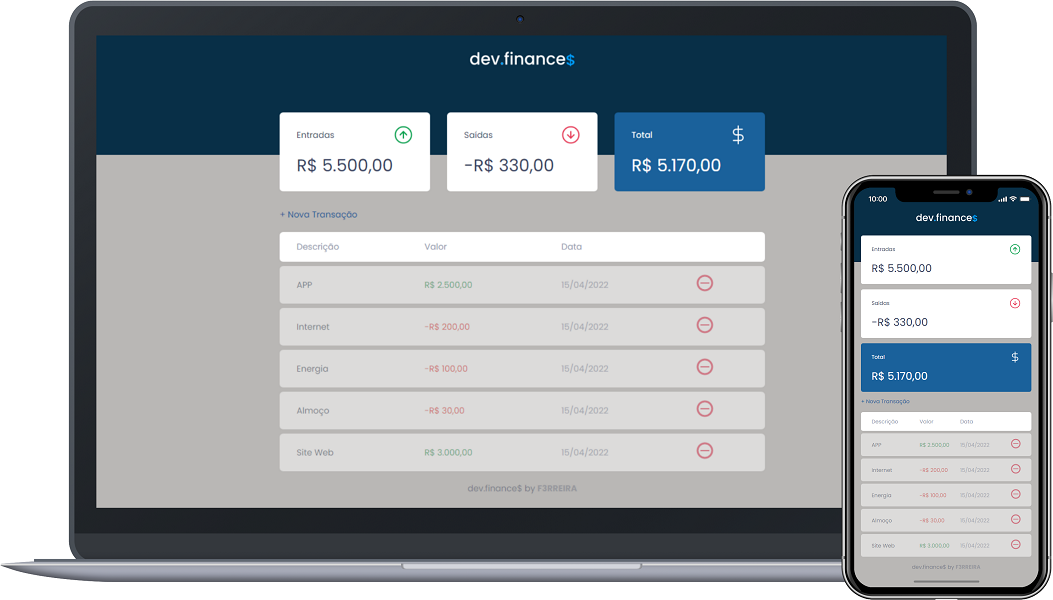 dev.finance$
Entradas
R$ 5.500,00
Saídas
-R$ 330,00
Total
$
R$ 5.170,00
+ Nova Transação
Descrição Valor Data
APP R$ 2.500,00 15/04/2022
Internet -R$ 200,00 15/04/2022
Energia -R$ 100,00 15/04/2022
Almoço -R$ 30,00 15/04/2022
Site Web R$ 3.000,00 15/04/2022
dev.finance$ by F3RREIRA
10:00
dev.finance$
Entradas
R$ 5.500,00
Saídas
-R$ 330,00
Total
$
R$ 5.170,00
+ Nova Transação
Descrição Valor Data
APP R$ 2.500,00 15/04/2022
Internet -R$ 200,00 15/04/2022
Energia -R$ 100,00 15/04/2022
Almoço -R$ 30,00 15/04/2022
Site Web R$ 3.000,00 15/04/2022
dev.finance$ by F3RREIRA